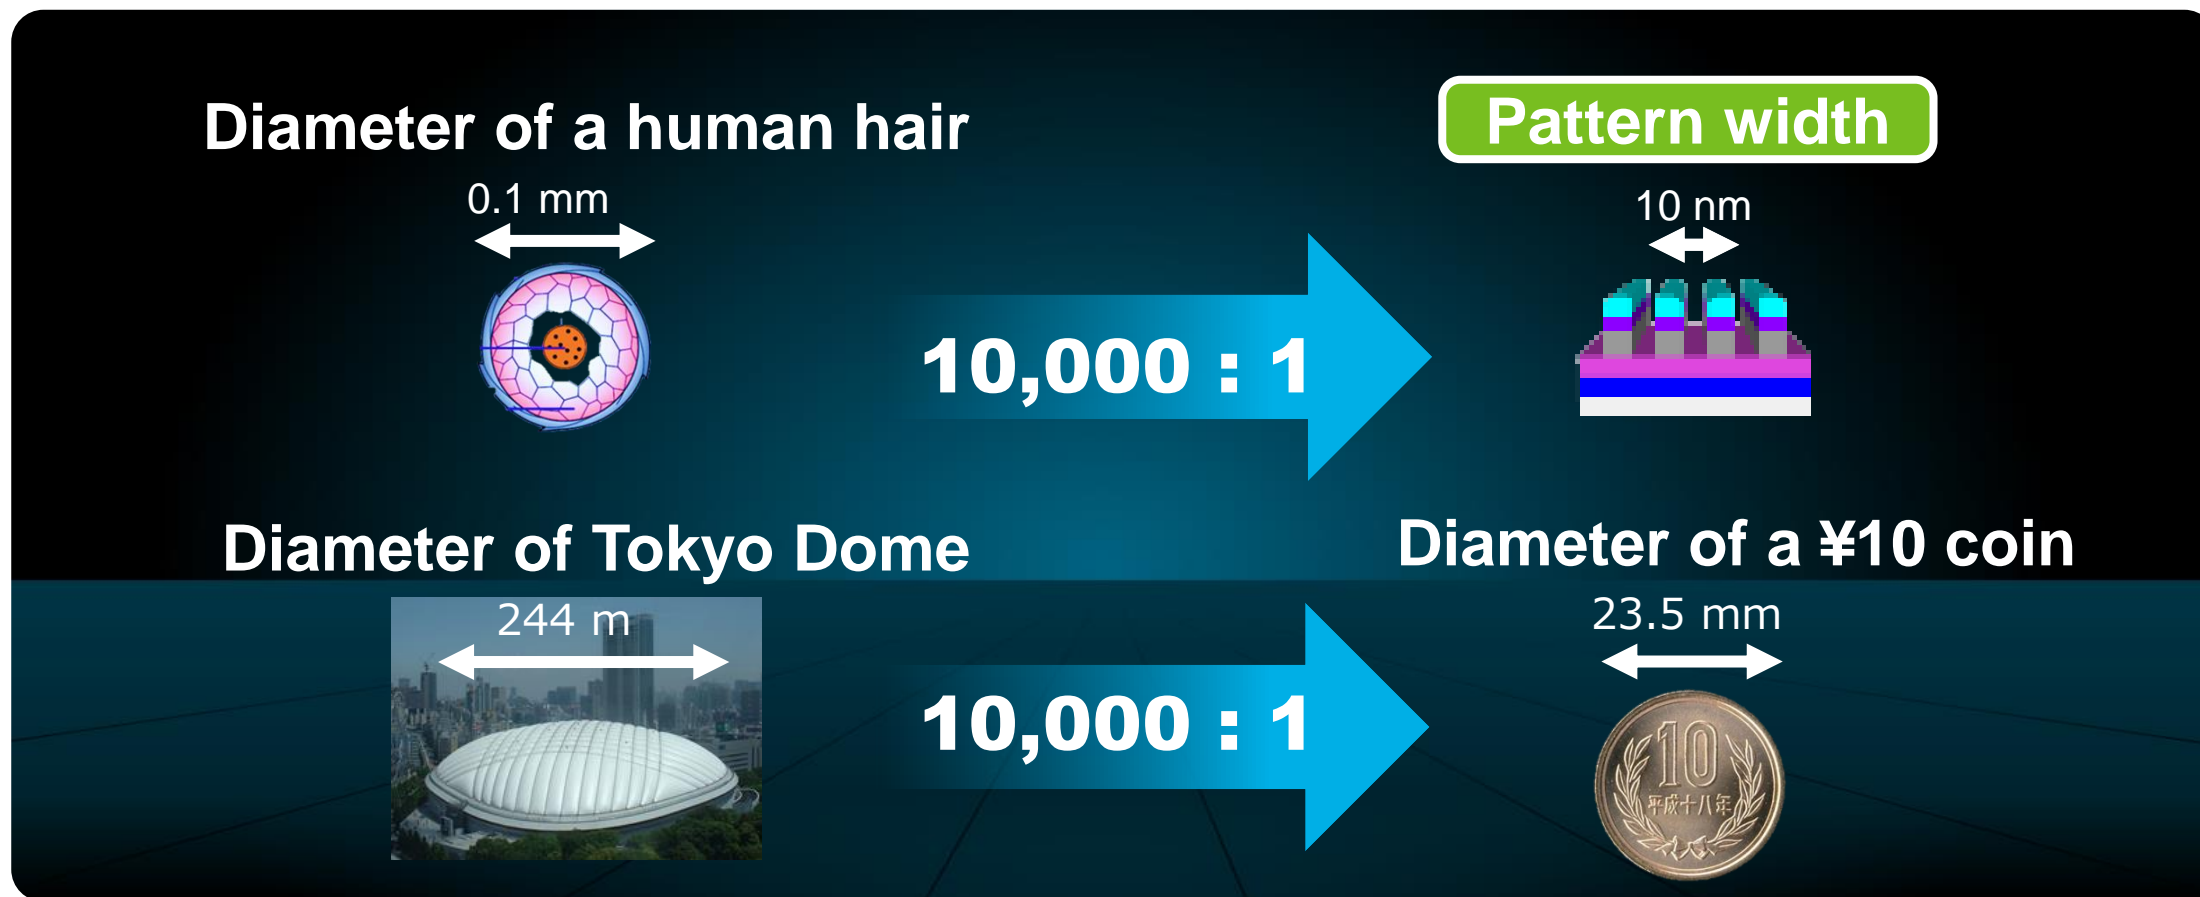 Diameter of a human hair
Pattern width
0.1 mm
10 nm
10,000 : 1
Diameter of Tokyo Dome
Diameter of a ¥10 coin
244 m
23.5 mm
10,000 : 1
10
平成十八年